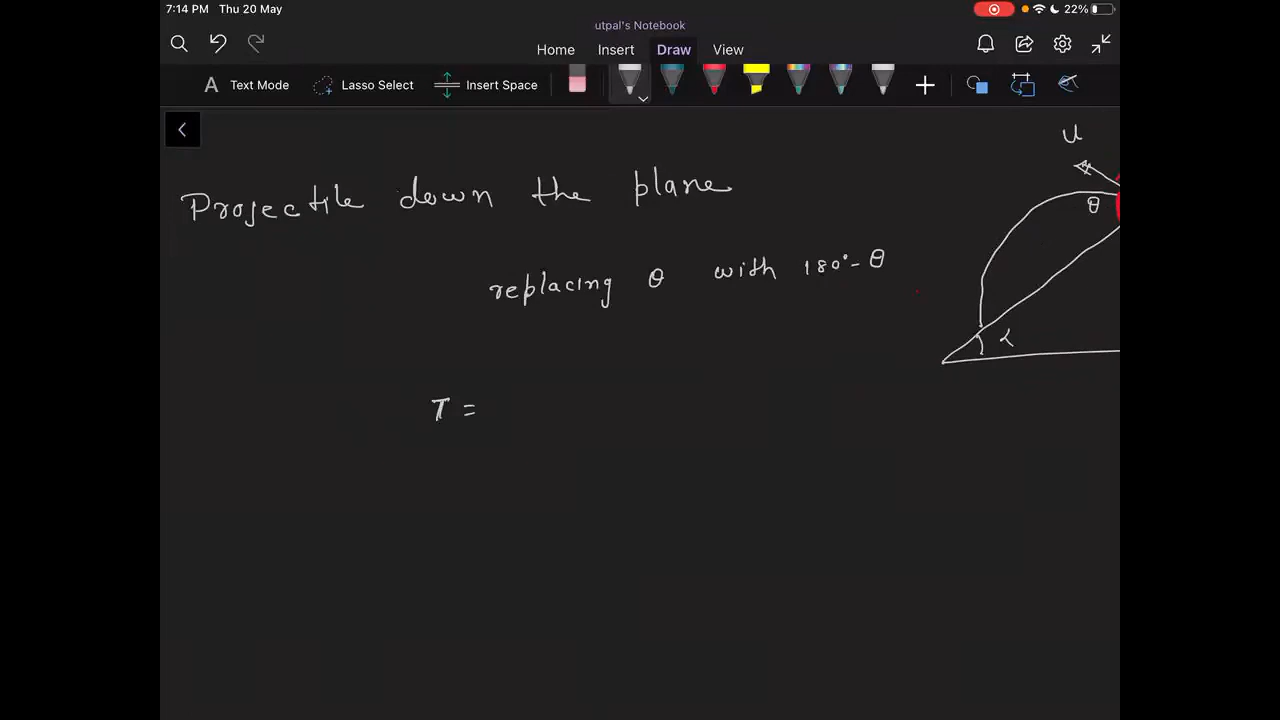 7:14 PM Thu 20 May
22%
utpal's Notebook
Home Insert Draw View
A Text Mode Lasso Select Insert Space
u
Projectile down the plane
θ
replacing θ with 180°-θ
α
T =